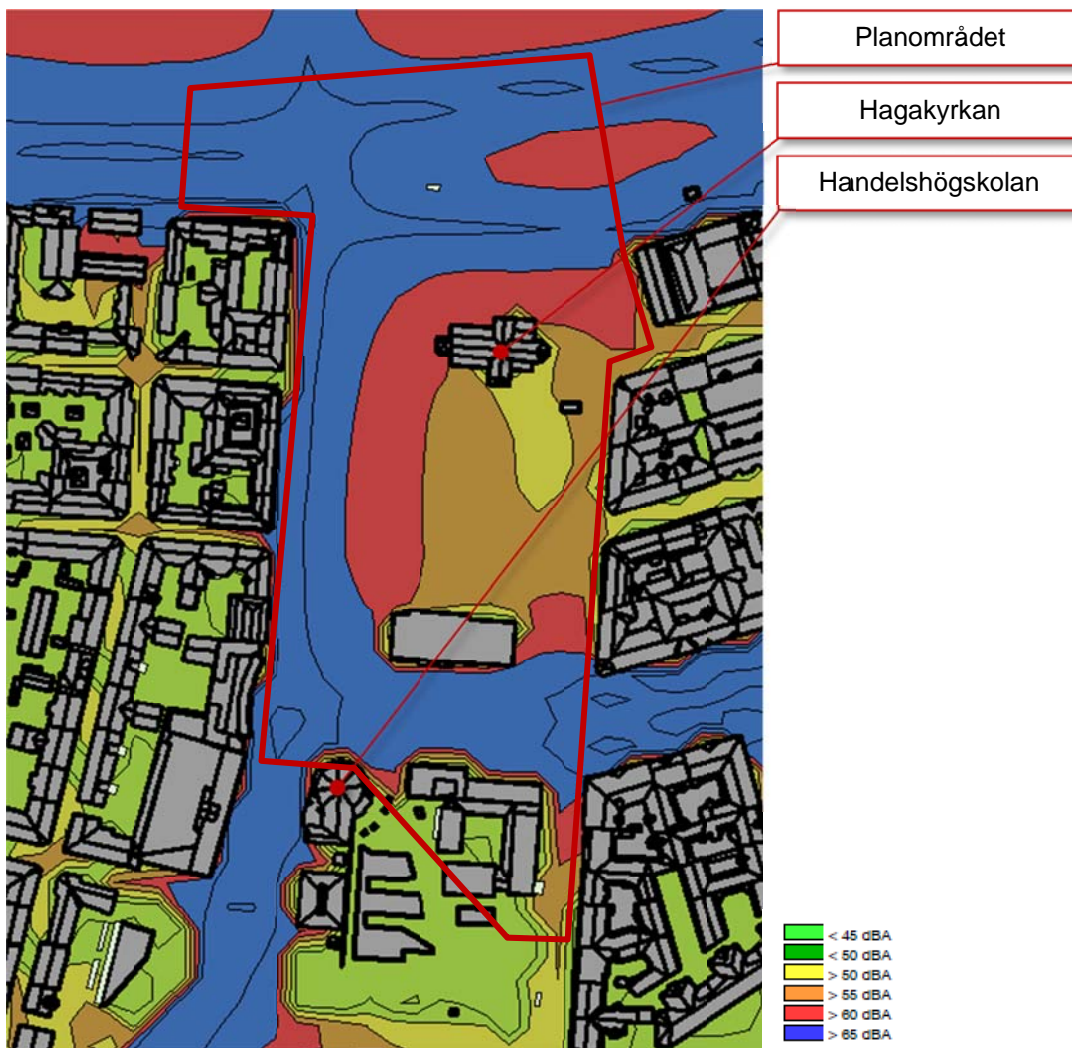 Planområdet
Hagakyrkan
Handelshögskolan
< 45 dBA
< 50 dBA
> 50 dBA
> 55 dBA
> 60 dBA
> 65 dBA